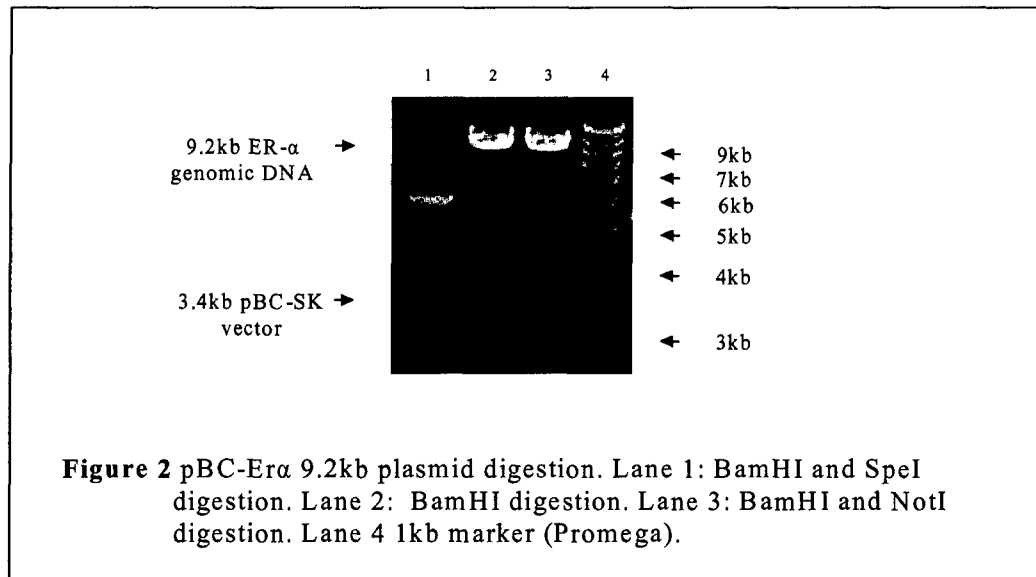 1 2 3 4
9.2kb ER-α →
genomic DNA
← 9kb
← 7kb
← 6kb
← 5kb
← 4kb
3.4kb pBC-SK →
vector
← 3kb
Figure 2 pBC-Erα 9.2kb plasmid digestion. Lane 1: BamHI and SpeI
digestion. Lane 2: BamHI digestion. Lane 3: BamHI and NotI
digestion. Lane 4 1kb marker (Promega).